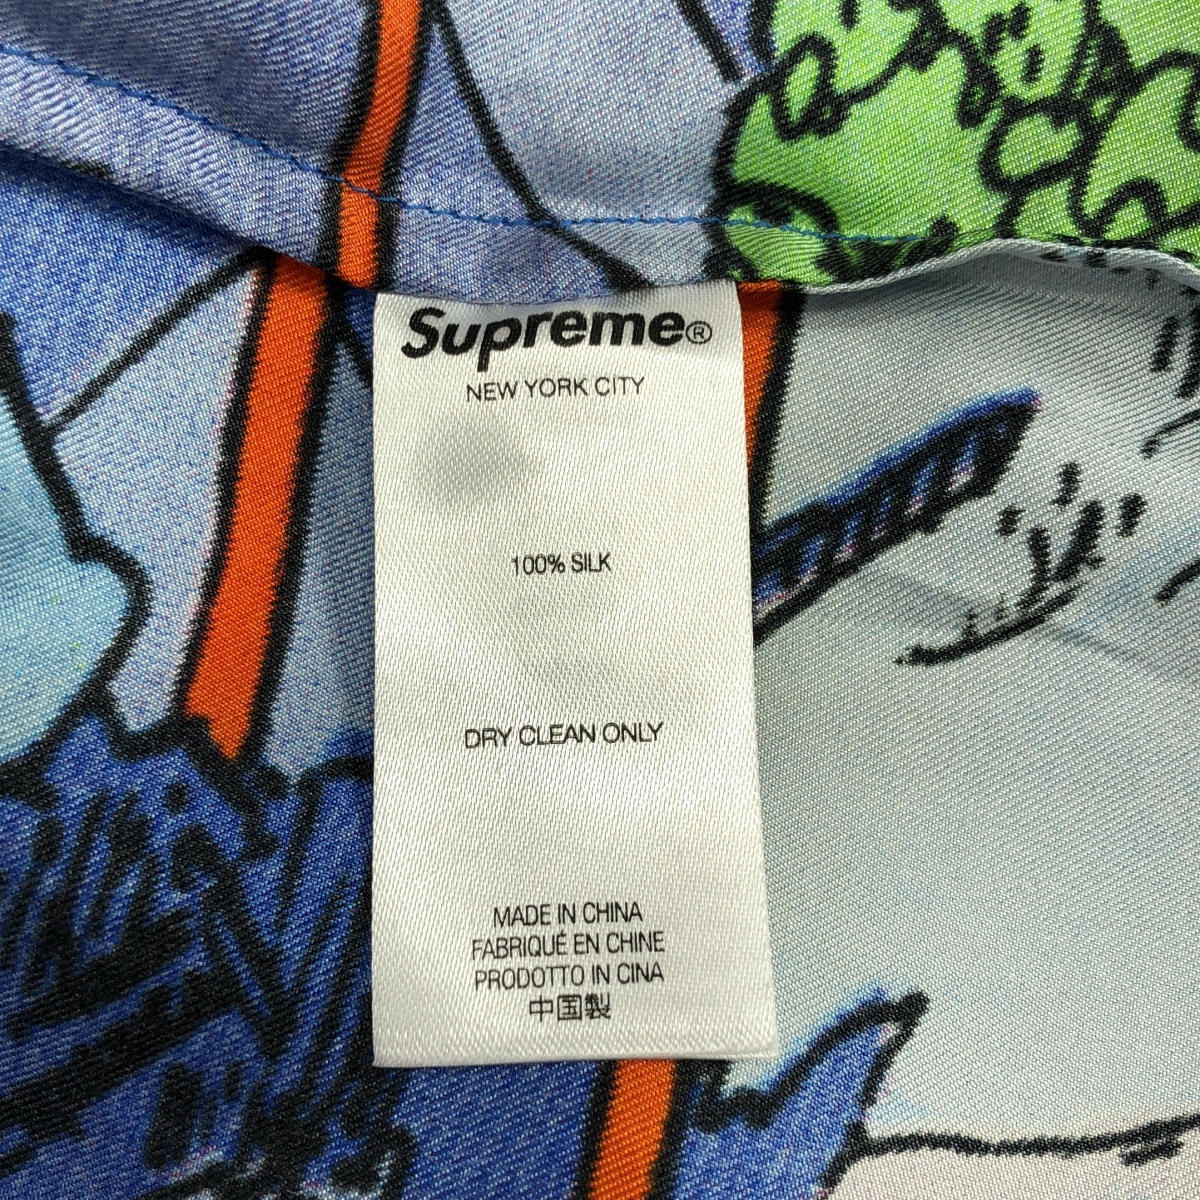 Supreme®
NEW YORK CITY
100% SILK
DRY CLEAN ONLY
MADE IN CHINA
FABRIQUÉ EN CHINE
PRODOTTO IN CINA
中国製